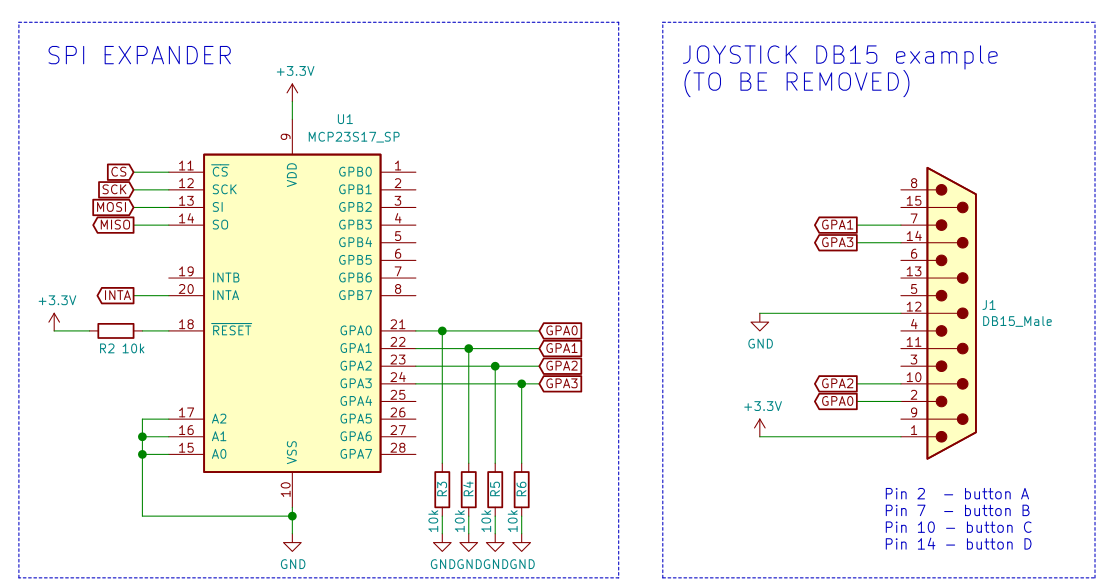 SPI EXPANDER
+3.3V
U1
MCP23S17_SP
9
VDD
CS 11 CS
SCK 12 SCK
MOSI 13 SI
MISO 14 SO
19 INTB
INTA 20 INTA
+3.3V
R2 10k
18 RESET
17 A2
16 A1
15 A0
VSS
10
GND
GPB0 1
GPB1 2
GPB2 3
GPB3 4
GPB4 5
GPB5 6
GPB6 7
GPB7 8
GPA0 21 GPA0
GPA1 22 GPA1
GPA2 23 GPA2
GPA3 24 GPA3
GPA4 25
GPA5 26
GPA6 27
GPA7 28
R3 R4 R5 R6
10k 10k 10k 10k
GND GND GND GND
JOYSTICK DB15 example
(TO BE REMOVED)
8
15
GPA1 7
GPA3 14
6
13
5
12
GND
4
11
3
GPA2 10
GPA0 2
9
+3.3V
1
J1
DB15_Male
Pin 2 – button A
Pin 7 – button B
Pin 10 – button C
Pin 14 – button D